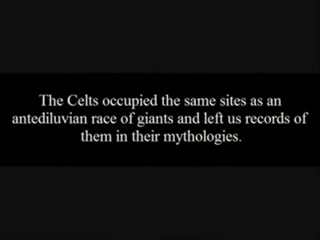 The Celts occupied the same sites as an
antediluvian race of giants and left us records of
them in their mythologies.